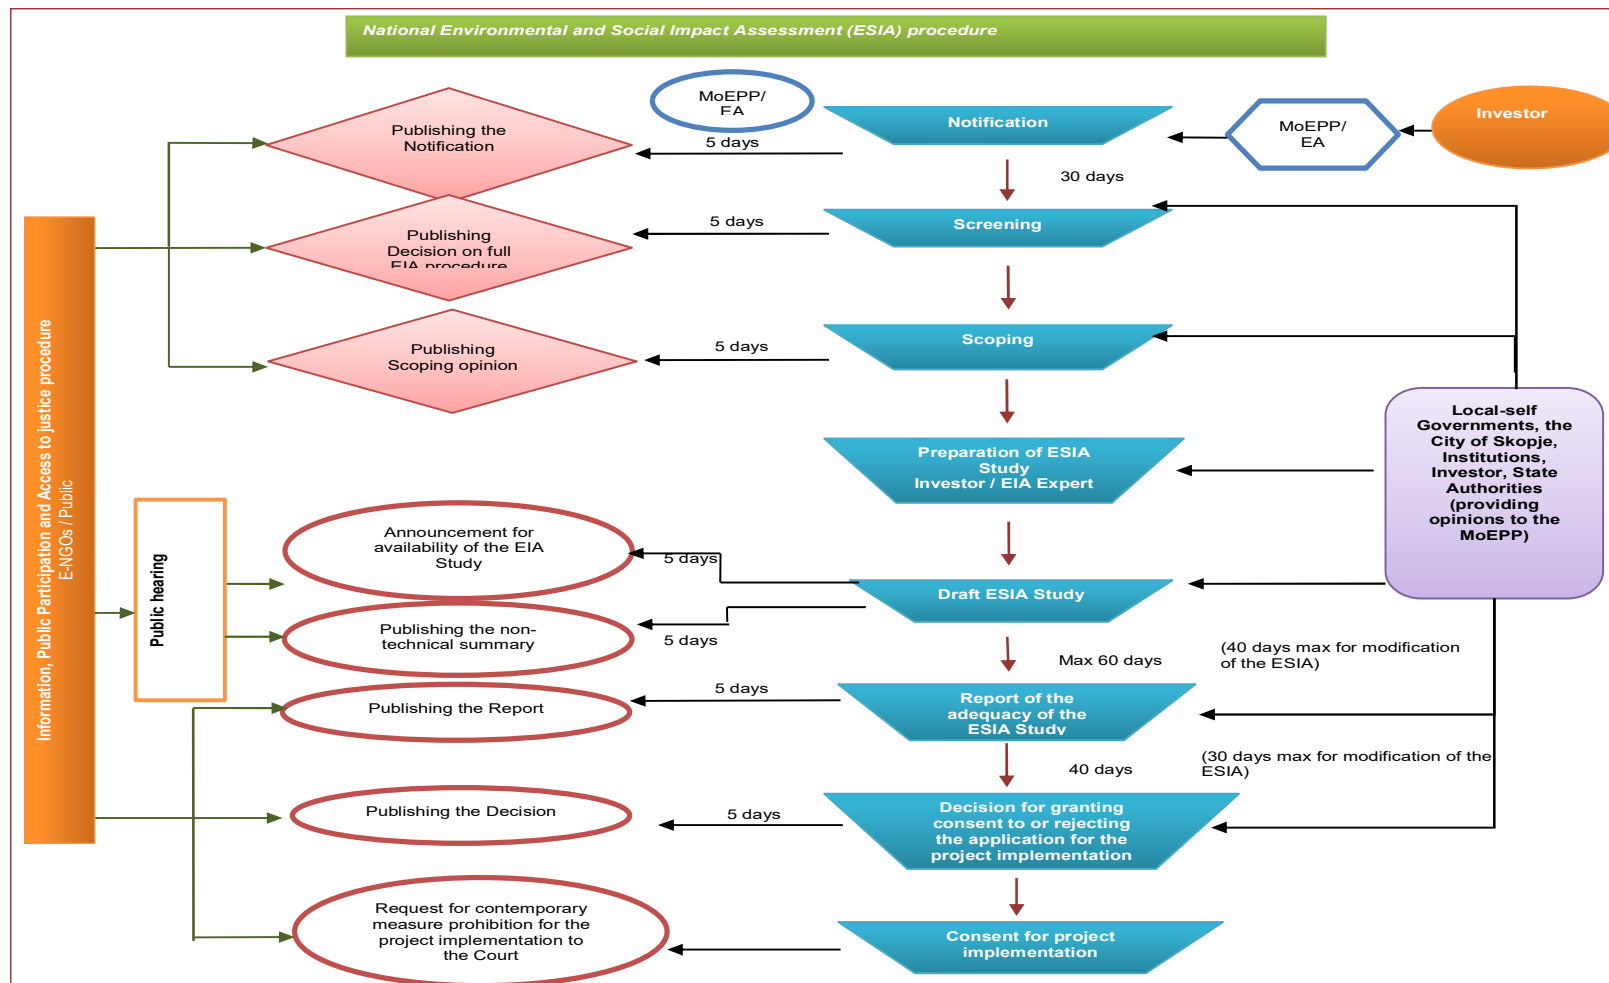 National Environmental and Social Impact Assessment (ESIA) procedure
MoEPP/
EA
Notification
MoEPP/
EA
Investor
Publishing the
Notification
5 days
30 days
Screening
Publishing
Decision on full
EIA procedure
5 days
Scoping
Publishing
Scoping opinion
5 days
Local-self
Governments, the
City of Skopje,
Institutions,
Investor, State
Authorities
(providing
opinions to the
MoEPP)
Preparation of ESIA
Study
Investor / EIA Expert
Information, Public Participation and Access to justice procedure
E-NGOs / Public
Public hearing
Announcement for
availability of the EIA
Study
5 days
Draft ESIA Study
Publishing the non-
technical summary
5 days
Max 60 days
(40 days max for modification
of the ESIA)
Publishing the Report
5 days
Report of the
adequacy of the
ESIA Study
40 days
(30 days max for modification of the
ESIA)
Publishing the Decision
5 days
Decision for granting
consent to or rejecting
the application for the
project implementation
Request for contemporary
measure prohibition for the
project implementation to
the Court
Consent for project
implementation